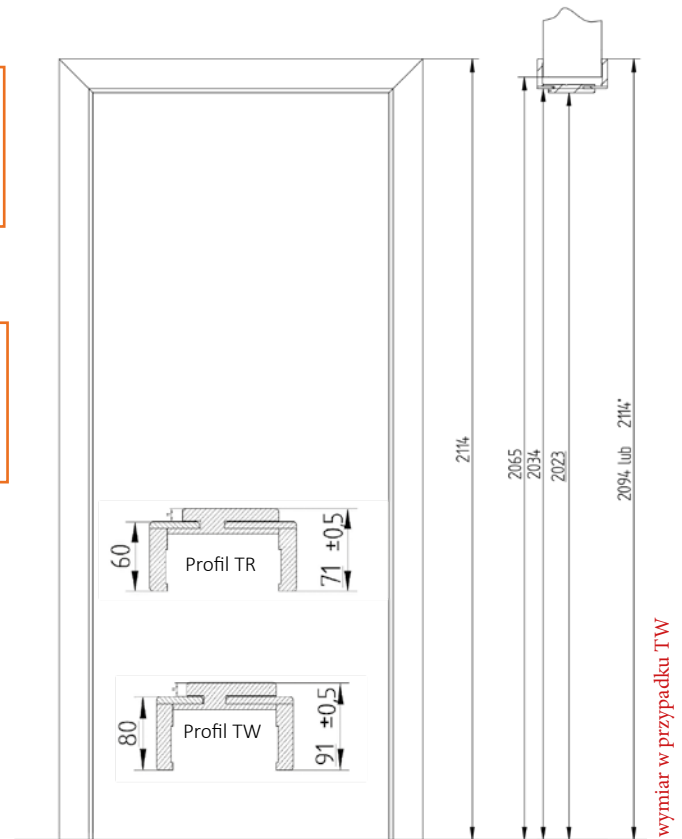 2114
2065
2034
2023
2094 lub 2114*
60
Profil TR
71 ±0,5
80
Profil TW
91 ±0,5
wymiar w przypadku TW